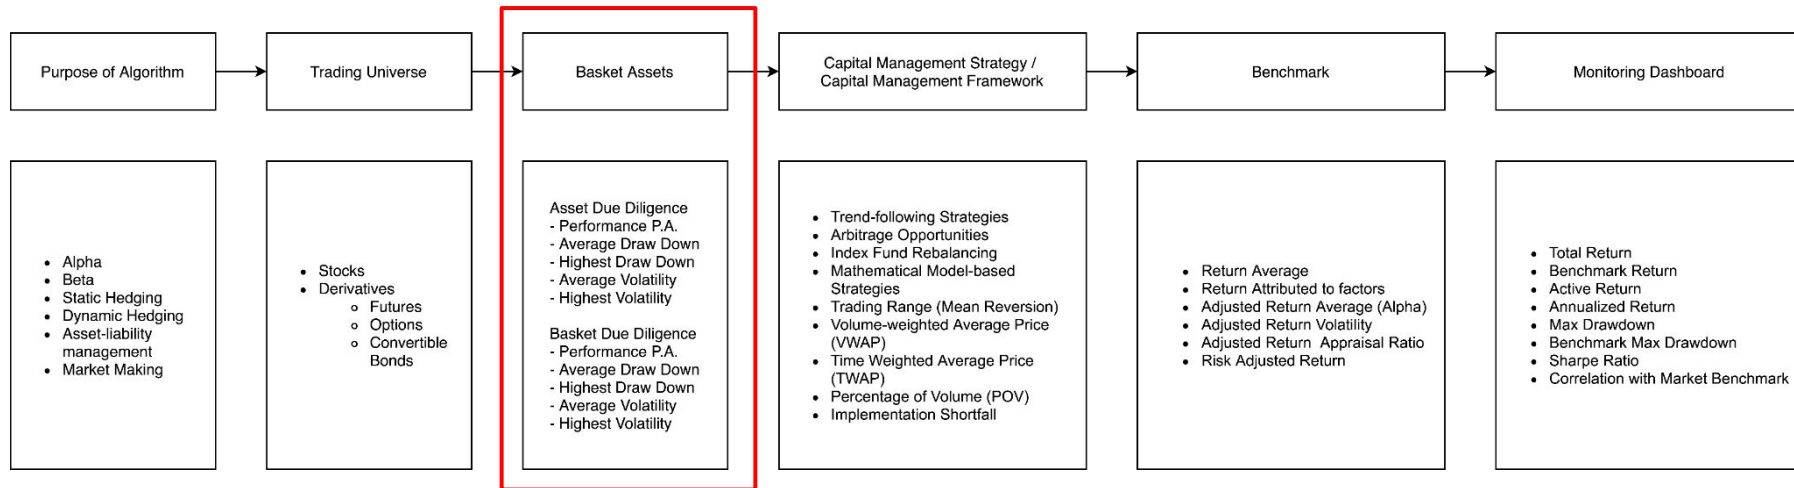 Purpose of Algorithm
Trading Universe
Basket Assets
Capital Management Strategy /
Capital Management Framework
Benchmark
Monitoring Dashboard
• Alpha
• Beta
• Static Hedging
• Dynamic Hedging
• Asset-liability
management
• Market Making
• Stocks
• Derivatives
○ Futures
○ Options
○ Convertible
Bonds
Asset Due Diligence
- Performance P.A.
- Average Draw Down
- Highest Draw Down
- Average Volatility
- Highest Volatility
Basket Due Diligence
- Performance P.A.
- Average Draw Down
- Highest Draw Down
- Average Volatility
- Highest Volatility
• Trend-following Strategies
• Arbitrage Opportunities
• Index Fund Rebalancing
• Mathematical Model-based
Strategies
• Trading Range (Mean Reversion)
• Volume-weighted Average Price
(VWAP)
• Time Weighted Average Price
(TWAP)
• Percentage of Volume (POV)
• Implementation Shortfall
• Return Average
• Return Attributed to factors
• Adjusted Return Average (Alpha)
• Adjusted Return Volatility
• Adjusted Return Appraisal Ratio
• Risk Adjusted Return
• Total Return
• Benchmark Return
• Active Return
• Annualized Return
• Max Drawdown
• Benchmark Max Drawdown
• Sharpe Ratio
• Correlation with Market Benchmark